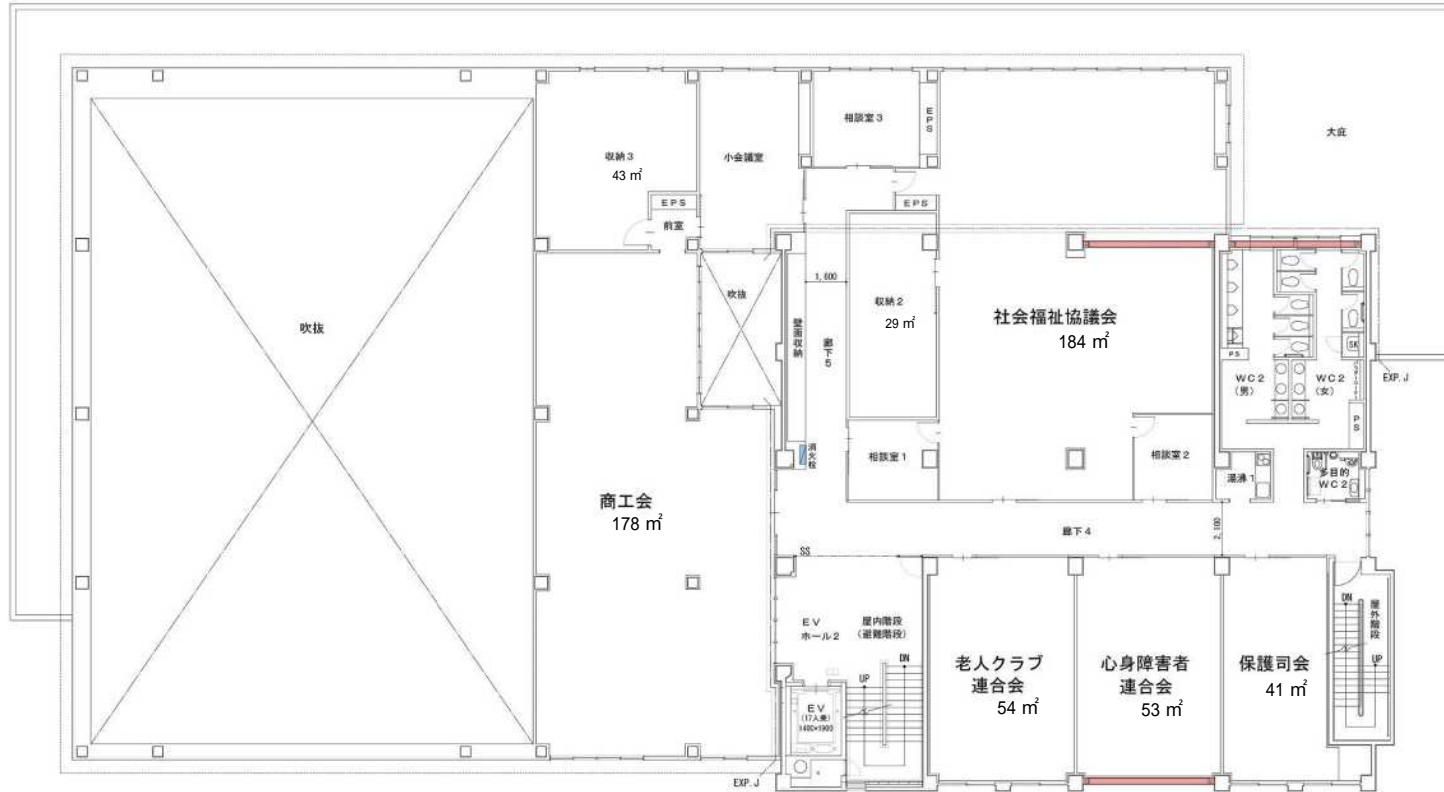 大庇
相談室3
EPS
収納3
43 ㎡
小会議室
EPS
前室
EPS
吹抜
吹抜
1,600
壁面収納
廊下5
収納2
29 ㎡
社会福祉協議会
184 ㎡
PS
SK
WC2
(男)
WC2
(女)
PS
EXP.J
消火栓
相談室1
相談室2
湯沸1
多目的
WC2
商工会
178 ㎡
廊下4
2,100
SS
EV
ホール2
屋内階段
(避難階段)
DN
UP
EV
(17人乗)
1400×1900
老人クラブ
連合会
54 ㎡
心身障害者
連合会
53 ㎡
保護司会
41 ㎡
DN
屋外階段
UP
EXP.J